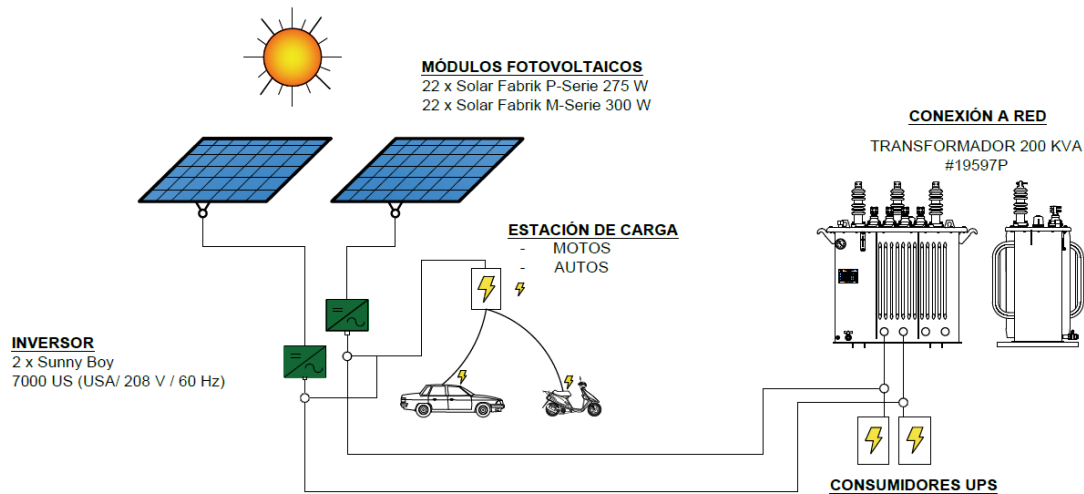 MÓDULOS FOTOVOLTAICOS
22 x Solar Fabrik P-Serie 275 W
22 x Solar Fabrik M-Serie 300 W
CONEXIÓN A RED
TRANSFORMADOR 200 KVA
#19597P
ESTACIÓN DE CARGA
- MOTOS
- AUTOS
INVERSOR
2 x Sunny Boy
7000 US (USA/ 208 V / 60 Hz)
CONSUMIDORES UPS